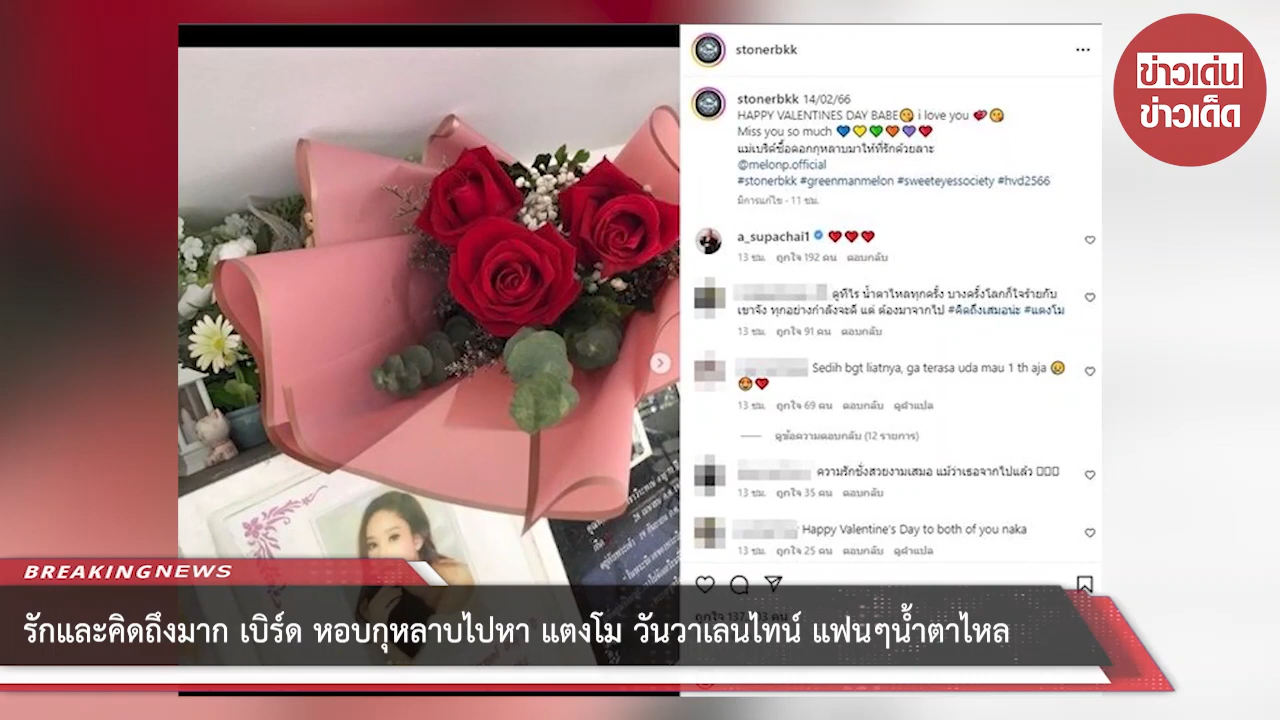 stonerbkk
ข่าวเด่น
ข่าวเด็ด
stonerbkk 14/02/66
HAPPY VALENTINES DAY BABE😘 i love you 💕😘
Miss you so much 💙💛💚🧡💜❤️
แม่เบริค์ซื้อดอกกุหลาบมาให้ที่รักด้วยล่าะ
@melonp.official
#stonerbkk #greenmanmelon #sweeteyessociety #hvd2566
มีการแก้ไข · 11 ชม.
a_supachai1 ❤️❤️❤️
13 ชม. ถูกใจ 192 คน ตอบกลับ
ดูทีไร น้ำตาไหลทุกครั้ง บางครั้งโลกก็ใจร้ายกับ
เขาจัง ทุกอย่างกำลังจะดี แต่ ต้องมาจากไป #คิดถึงเสมอน่ะ #แตงโม
13 ชม. ถูกใจ 91 คน ตอบกลับ
Sedih bgt liatnya, ga terasa uda mau 1 th aja 😢
🤩❤️
13 ชม. ถูกใจ 69 คน ตอบกลับ ดูคำแปล
ดูข้อความตอบกลับ (12 รายการ)
ความรักชั่งสวยงามเสมอ แม้ว่าเธอจากไปแล้ว
13 ชม. ถูกใจ 35 คน ตอบกลับ
Happy Valentine's Day to both of you naka
13 ชม. ถูกใจ 25 คน ตอบกลับ ดูคำแปล
BREAKINGNEWS
รักและคิดถึงมาก เบิร์ด หอบกุหลาบไปหา แตงโม วันวาเลนไทน์ แฟนๆน้ำตาไหล